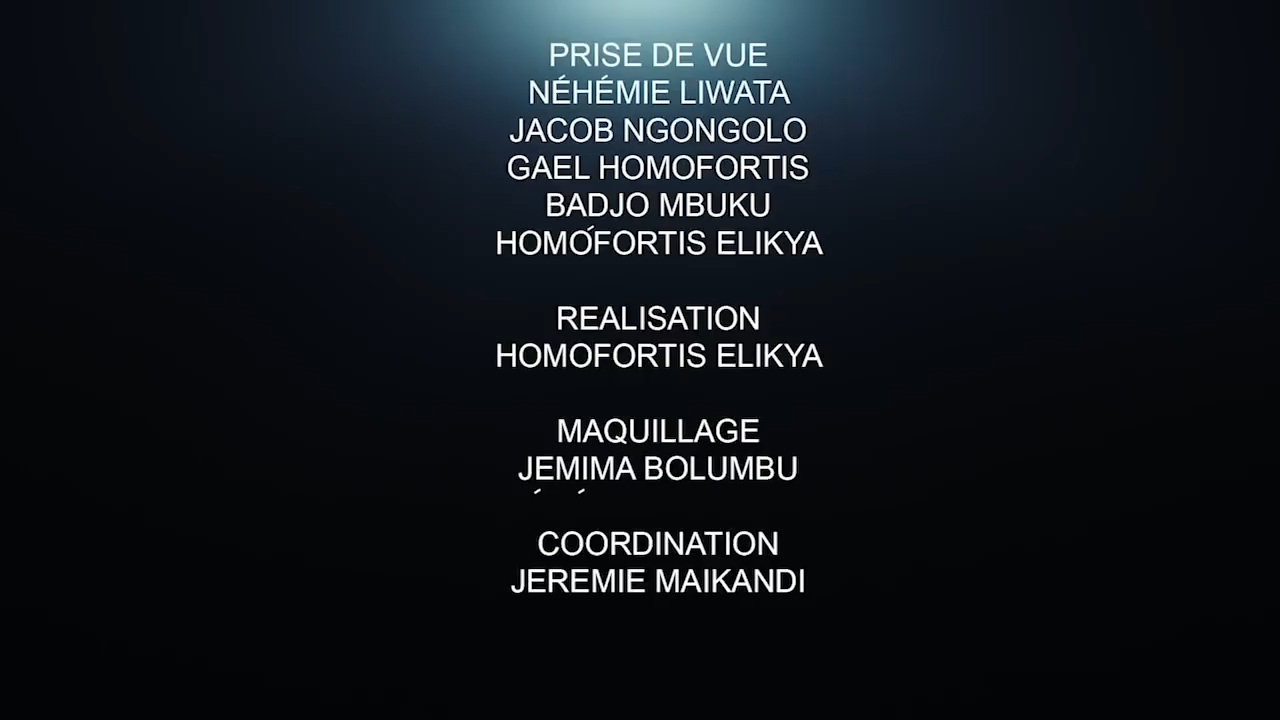 PRISE DE VUE
NÉHÉMIE LIWATA
JACOB NGONGOLO
GAEL HOMOFORTIS
BADJO MBUKU
HOMOFORTIS ELIKYA
REALISATION
HOMOFORTIS ELIKYA
MAQUILLAGE
JEMIMA BOLUMBU
COORDINATION
JEREMIE MAIKANDI